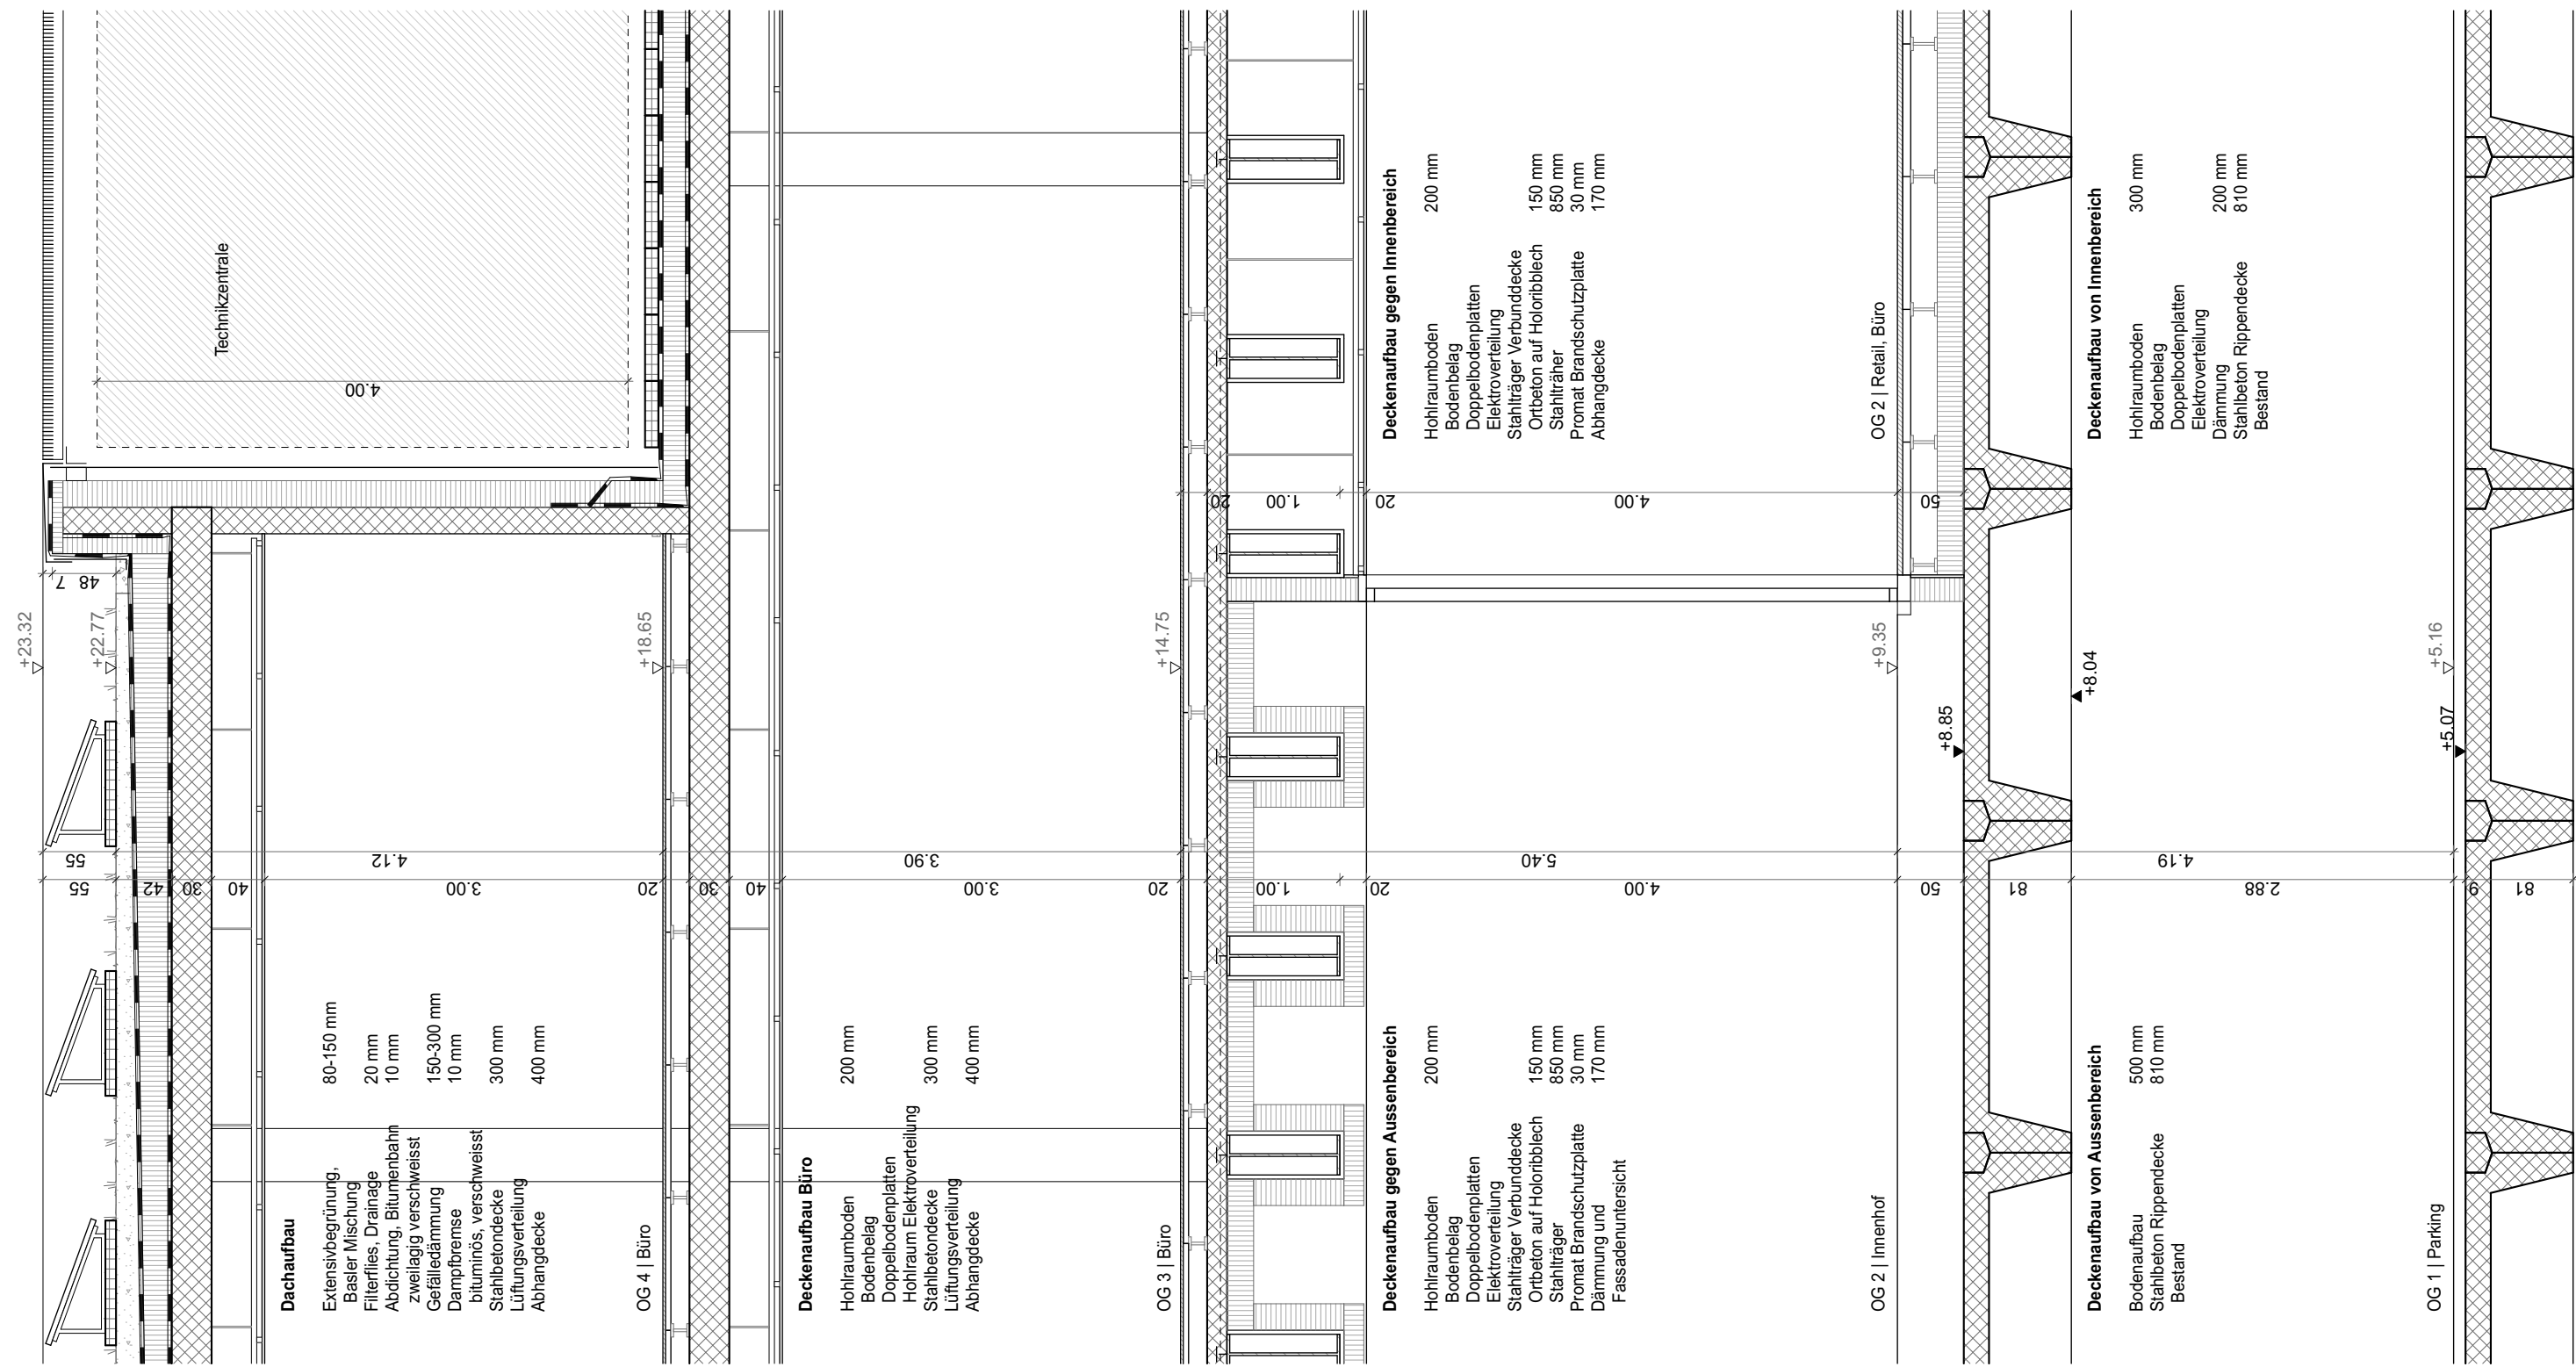 +23.32
7
48
+22.77
55
55
42
30
40
4.12
3.00
20
Technikzentrale
4.00
Dachaufbau
Extensivbegrünung,
Basler Mischung 80-150 mm
Filterflies, Drainage 20 mm
Abdichtung, Bitumenbahn 10 mm
zweilagig verschweisst
Gefälledämmung 150-300 mm
Dampfbremse 10 mm
bituminös, verschweisst
Stahlbetondecke 300 mm
Lüftungsverteilung
Abhangdecke 400 mm
OG 4 | Büro
+18.65
30
40
3.90
3.00
20
Deckenaufbau Büro
Hohlraumboden 200 mm
Bodenbelag
Doppelbodenplatten
Hohlraum Elektroverteilung
Stahlbetondecke 300 mm
Lüftungsverteilung
Abhangdecke 400 mm
OG 3 | Büro
+14.75
1.00
20
5.40
4.00
50
20
1.00
20
4.00
50
Deckenaufbau gegen Aussenbereich
Hohlraumboden 200 mm
Bodenbelag
Doppelbodenplatten
Elektroverteilung
Stahlträger Verbunddecke
Ortbeton auf Holoribblech 150 mm
Stahlträger 850 mm
Promat Brandschutzplatte 30 mm
Dämmung und 170 mm
Fassadenuntersicht
Deckenaufbau gegen Innenbereich
Hohlraumboden 200 mm
Bodenbelag
Doppelbodenplatten
Elektroverteilung
Stahlträger Verbunddecke
Ortbeton auf Holoribblech 150 mm
Stahlträher 850 mm
Promat Brandschutzplatte 30 mm
Abhangdecke 170 mm
OG 2 | Innenhof
+9.35
OG 2 | Retail, Büro
+8.85
81
+8.04
4.19
2.88
Deckenaufbau von Aussenbereich
Bodenaufbau 500 mm
Stahlbeton Rippendecke 810 mm
Bestand
Deckenaufbau von Innenbereich
Hohlraumboden 300 mm
Bodenbelag
Doppelbodenplatten
Elektroverteilung
Dämmung 200 mm
Stahlbeton Rippendecke 810 mm
Bestand
OG 1 | Parking
+5.16
+5.07
9
81